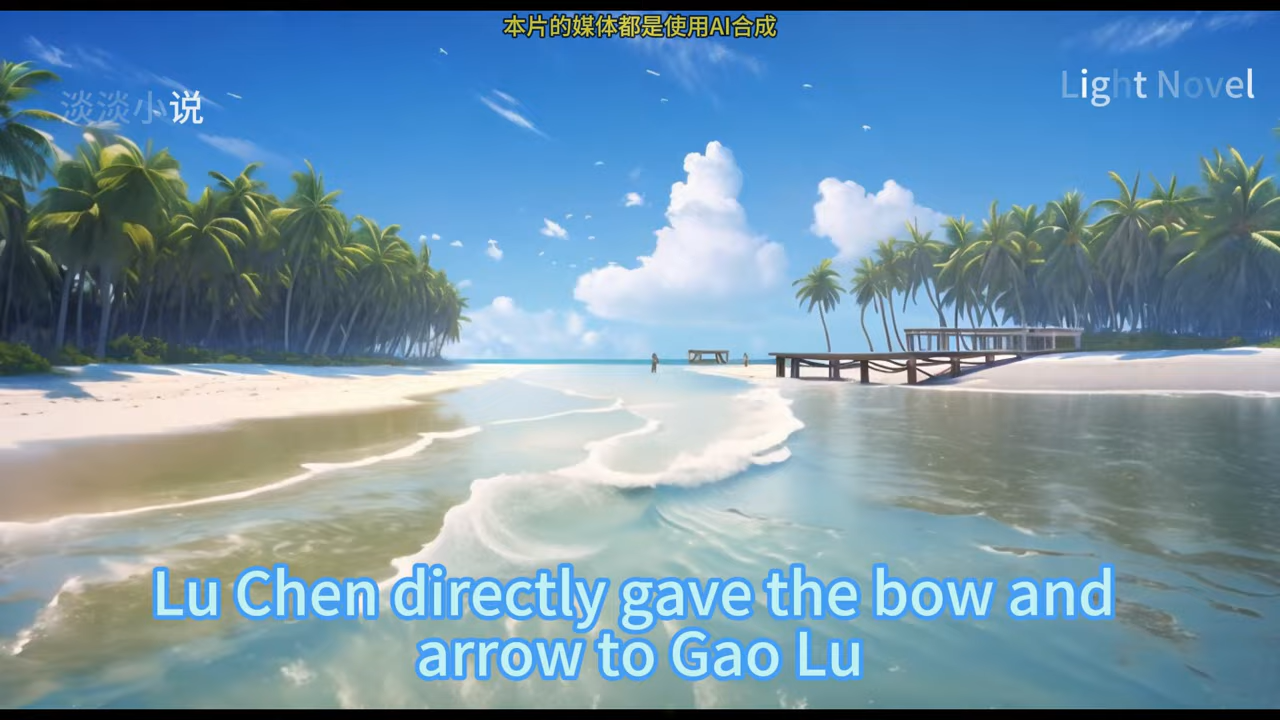 本片的媒体都是使用AI合成
淡淡小说
Light Novel
Lu Chen directly gave the bow and
arrow to Gao Lu